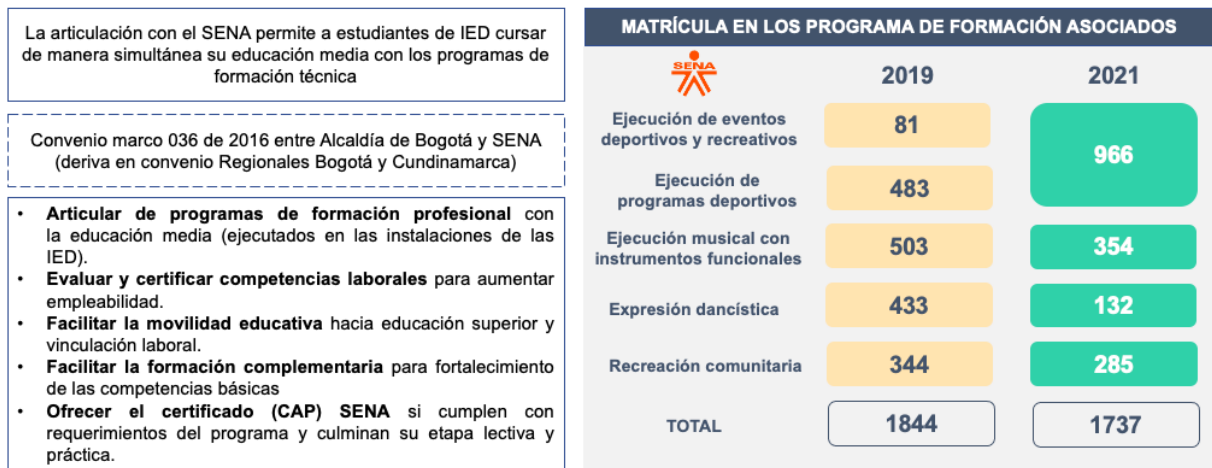 La articulación con el SENA permite a estudiantes de IED cursar
de manera simultánea su educación media con los programas de
formación técnica
Convenio marco 036 de 2016 entre Alcaldía de Bogotá y SENA
(deriva en convenio Regionales Bogotá y Cundinamarca)
• Articular de programas de formación profesional con
la educación media (ejecutados en las instalaciones de las
IED).
• Evaluar y certificar competencias laborales para aumentar
empleabilidad.
• Facilitar la movilidad educativa hacia educación superior y
vinculación laboral.
• Facilitar la formación complementaria para fortalecimiento
de las competencias básicas
• Ofrecer el certificado (CAP) SENA si cumplen con
requerimientos del programa y culminan su etapa lectiva y
práctica.
MATRÍCULA EN LOS PROGRAMA DE FORMACIÓN ASOCIADOS
SENA 2019 2021
Ejecución de eventos
deportivos y recreativos 81
966
Ejecución de
programas deportivos 483
Ejecución musical con
instrumentos funcionales 503 354
Expresión dancística 433 132
Recreación comunitaria 344 285
TOTAL 1844 1737